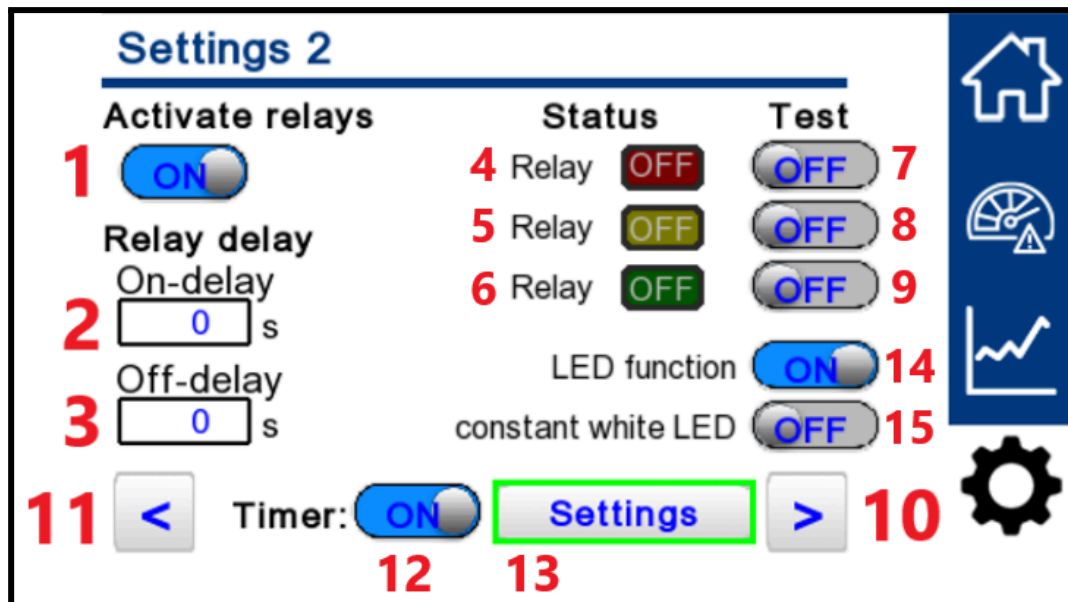 Settings 2
Activate relays Status Test
1 ON 4 Relay OFF OFF 7
Relay delay 5 Relay OFF OFF 8
On-delay 6 Relay OFF OFF 9
2 0 s
LED function ON 14
Off-delay
3 0 s constant white LED OFF 15
11 < Timer: ON Settings > 10
12 13